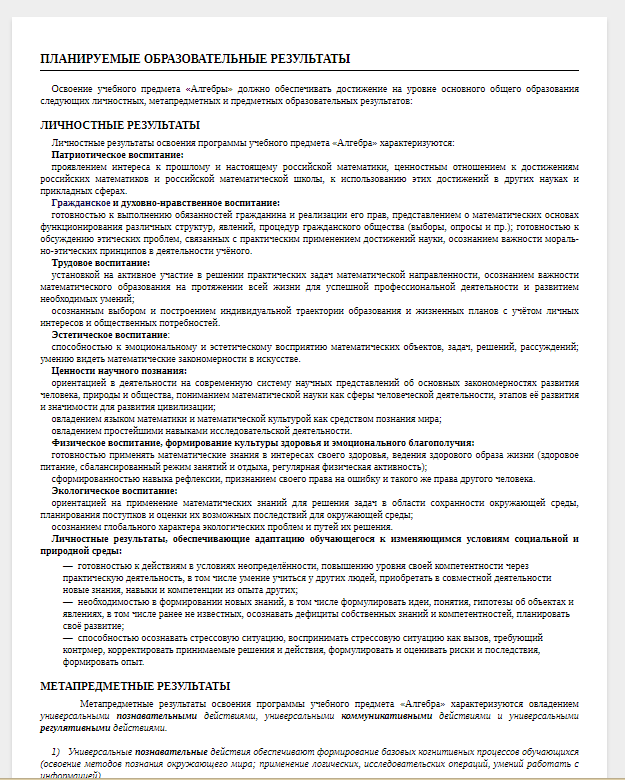 ПЛАНИРУЕМЫЕ ОБРАЗОВАТЕЛЬНЫЕ РЕЗУЛЬТАТЫ
Освоение учебного предмета «Алгебры» должно обеспечивать достижение на уровне основного общего образования
следующих личностных, метапредметных и предметных образовательных результатов:
ЛИЧНОСТНЫЕ РЕЗУЛЬТАТЫ
Личностные результаты освоения программы учебного предмета «Алгебра» характеризуются:
Патриотическое воспитание:
проявлением интереса к прошлому и настоящему российской математики, ценностным отношением к достижениям
российских математиков и российской математической школы, к использованию этих достижений в других науках и
прикладных сферах.
Гражданское и духовно-нравственное воспитание:
готовностью к выполнению обязанностей гражданина и реализации его прав, представлением о математических основах
функционирования различных структур, явлений, процедур гражданского общества (выборы, опросы и пр.); готовностью к
обсуждению этических проблем, связанных с практическим применением достижений науки, осознанием важности мораль-
но-этических принципов в деятельности учёного.
Трудовое воспитание:
установкой на активное участие в решении практических задач математической направленности, осознанием важности
математического образования на протяжении всей жизни для успешной профессиональной деятельности и развитием
необходимых умений;
осознанным выбором и построением индивидуальной траектории образования и жизненных планов с учётом личных
интересов и общественных потребностей.
Эстетическое воспитание:
способностью к эмоциональному и эстетическому восприятию математических объектов, задач, решений, рассуждений;
умению видеть математические закономерности в искусстве.
Ценности научного познания:
ориентацией в деятельности на современную систему научных представлений об основных закономерностях развития
человека, природы и общества, пониманием математической науки как сферы человеческой деятельности, этапов её развития
и значимости для развития цивилизации;
овладением языком математики и математической культурой как средством познания мира;
овладением простейшими навыками исследовательской деятельности.
Физическое воспитание, формирование культуры здоровья и эмоционального благополучия:
готовностью применять математические знания в интересах своего здоровья, ведения здорового образа жизни (здоровое
питание, сбалансированный режим занятий и отдыха, регулярная физическая активность);
сформированностью навыка рефлексии, признанием своего права на ошибку и такого же права другого человека.
Экологическое воспитание:
ориентацией на применение математических знаний для решения задач в области сохранности окружающей среды,
планирования поступков и оценки их возможных последствий для окружающей среды;
осознанием глобального характера экологических проблем и путей их решения.
Личностные результаты, обеспечивающие адаптацию обучающегося к изменяющимся условиям социальной и
природной среды:
— готовностью к действиям в условиях неопределённости, повышению уровня своей компетентности через
практическую деятельность, в том числе умение учиться у других людей, приобретать в совместной деятельности
новые знания, навыки и компетенции из опыта других;
— необходимостью в формировании новых знаний, в том числе формулировать идеи, понятия, гипотезы об объектах и
явлениях, в том числе ранее не известных, осознавать дефициты собственных знаний и компетентностей, планировать
своё развитие;
— способностью осознавать стрессовую ситуацию, воспринимать стрессовую ситуацию как вызов, требующий
контрмер, корректировать принимаемые решения и действия, формулировать и оценивать риски и последствия,
формировать опыт.
МЕТАПРЕДМЕТНЫЕ РЕЗУЛЬТАТЫ
Метапредметные результаты освоения программы учебного предмета «Алгебра» характеризуются овладением
универсальными познавательными действиями, универсальными коммуникативными действиями и универсальными
регулятивными действиями.
1) Универсальные познавательные действия обеспечивают формирование базовых когнитивных процессов обучающихся
(освоение методов познания окружающего мира; применение логических, исследовательских операций, умений работать с
информацией).